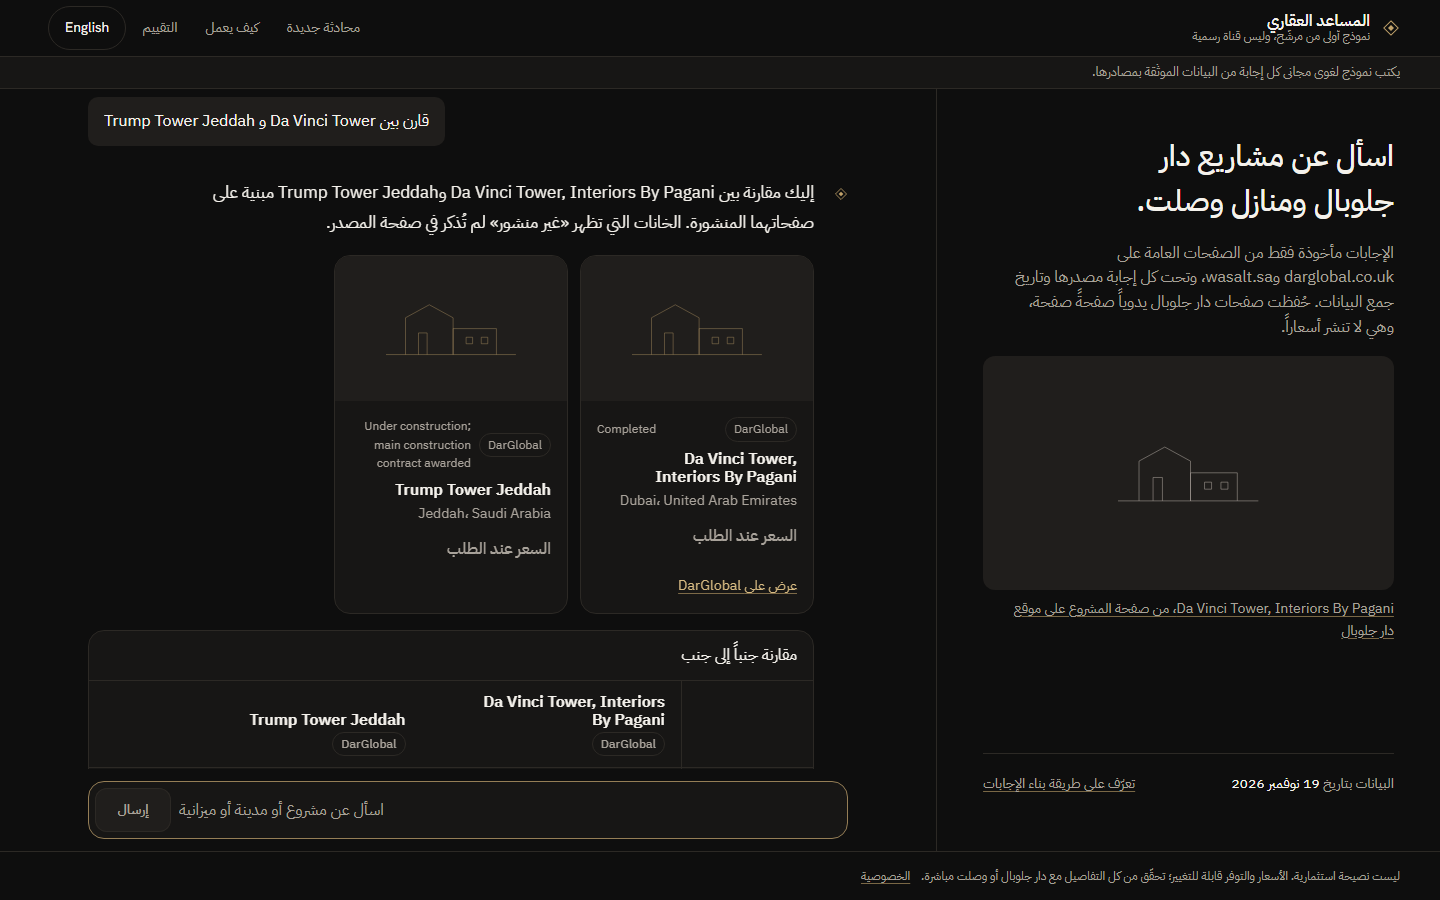 المساعد العقاري
نموذج أولي من مرشّح، وليس قناة رسمية
محادثة جديدة
كيف يعمل
التقييم
English
يكتب نموذج لغوي مجاني كل إجابة من البيانات الموثّقة بمصادرها.
اسأل عن مشاريع دار
جلوبال ومنازل وصلت.
الإجابات مأخوذة فقط من الصفحات العامة على
darglobal.co.uk وwasalt.sa، وتحت كل إجابة مصدرها وتاريخ
جمع البيانات. حُفظت صفحات دار جلوبال يدوياً صفحةً صفحة،
وهي لا تنشر أسعاراً.
Da Vinci Tower, Interiors By Pagani، من صفحة المشروع على موقع
دار جلوبال
البيانات بتاريخ 19 نوفمبر 2026
تعرّف على طريقة بناء الإجابات
قارن بين Da Vinci Tower و Trump Tower Jeddah
إليك مقارنة بين Da Vinci Tower, Interiors By Pagani وTrump Tower Jeddah مبنية على
صفحاتهما المنشورة. الخانات التي تظهر «غير منشور» لم تُذكر في صفحة المصدر.
DarGlobal
Completed
Da Vinci Tower,
Interiors By Pagani
Dubai، United Arab Emirates
السعر عند الطلب
عرض على DarGlobal
DarGlobal
Under construction;
main construction
contract awarded
Trump Tower Jeddah
Jeddah، Saudi Arabia
السعر عند الطلب
مقارنة جنباً إلى جنب
Da Vinci Tower, Interiors
By Pagani
DarGlobal
Trump Tower Jeddah
DarGlobal
اسأل عن مشروع أو مدينة أو ميزانية
إرسال
ليست نصيحة استثمارية. الأسعار والتوفر قابلة للتغيير؛ تحقّق من كل التفاصيل مع دار جلوبال أو وصلت مباشرة.
الخصوصية